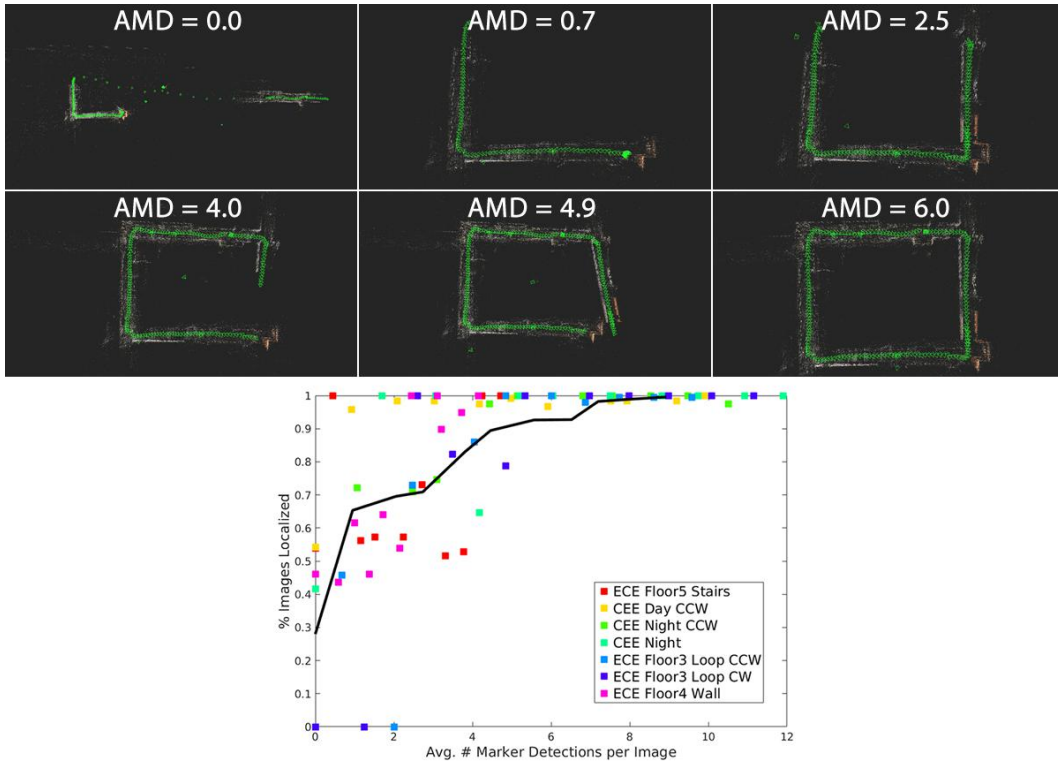 AMD = 0.0
AMD = 0.7
AMD = 2.5
AMD = 4.0
AMD = 4.9
AMD = 6.0
1
0.9
0.8
0.7
0.6
0.5
0.4
0.3
0.2
0.1
0
% Images Localized
ECE Floor5 Stairs
CEE Day CCW
CEE Night CCW
CEE Night
ECE Floor3 Loop CCW
ECE Floor3 Loop CW
ECE Floor4 Wall
0 2 4 6 8 10 12
Avg. # Marker Detections per Image